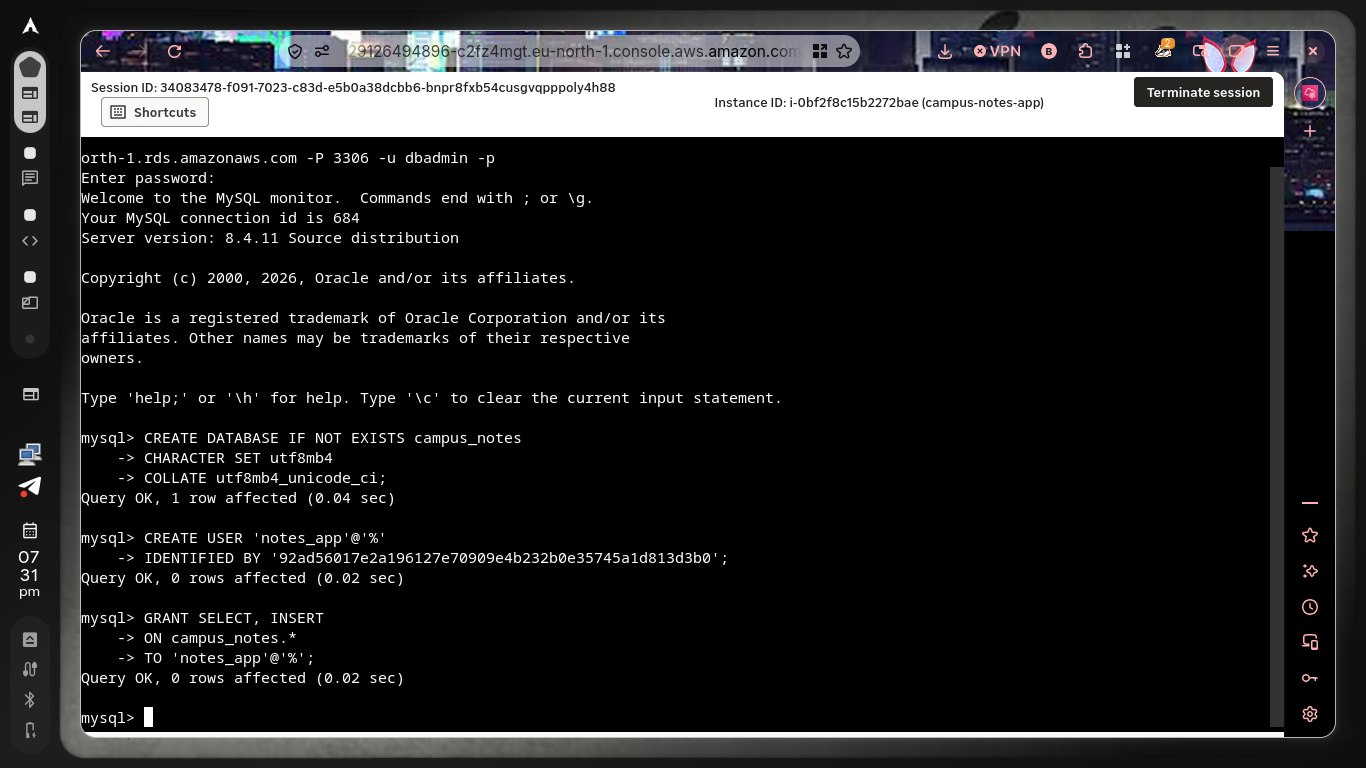 29126494896-c2fz4mgt.eu-north-1.console.aws.amazon.com
VPN
B
2
Session ID: 34083478-f091-7023-c83d-e5b0a38dcbb6-bnpr8fxb54cusgvqpppoly4h88
Shortcuts
Instance ID: i-0bf2f8c15b2272bae (campus-notes-app)
Terminate session
orth-1.rds.amazonaws.com -P 3306 -u dbadmin -p
Enter password:
Welcome to the MySQL monitor.  Commands end with ; or \g.
Your MySQL connection id is 684
Server version: 8.4.11 Source distribution
Copyright (c) 2000, 2026, Oracle and/or its affiliates.
Oracle is a registered trademark of Oracle Corporation and/or its
affiliates. Other names may be trademarks of their respective
owners.
Type 'help;' or '\h' for help. Type '\c' to clear the current input statement.
mysql> CREATE DATABASE IF NOT EXISTS campus_notes
    -> CHARACTER SET utf8mb4
    -> COLLATE utf8mb4_unicode_ci;
Query OK, 1 row affected (0.04 sec)
mysql> CREATE USER 'notes_app'@'%'
    -> IDENTIFIED BY '92ad56017e2a196127e70909e4b232b0e35745a1d813d3b0';
Query OK, 0 rows affected (0.02 sec)
mysql> GRANT SELECT, INSERT
    -> ON campus_notes.*
    -> TO 'notes_app'@'%';
Query OK, 0 rows affected (0.02 sec)
mysql>
07
31
pm